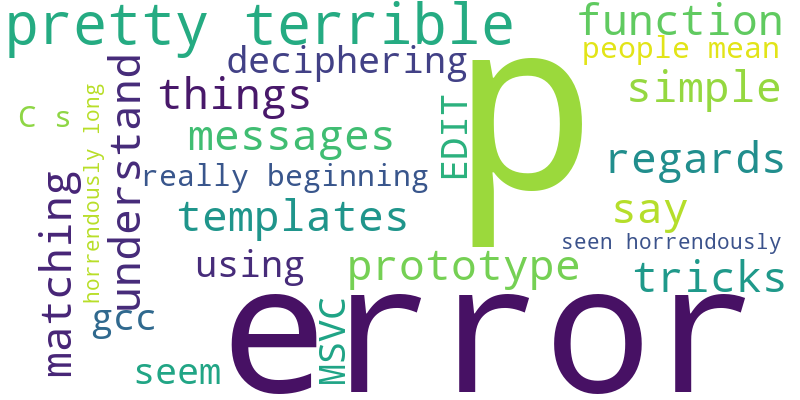 pretty terrible
function
people mean
deciphering
things
simple
C s
horrendously long
understand
messages
EDIT
p
really beginning
regards
matching
templates
say
seen horrendously
using
prototype
tricks
gcc
MSVC
error
seem